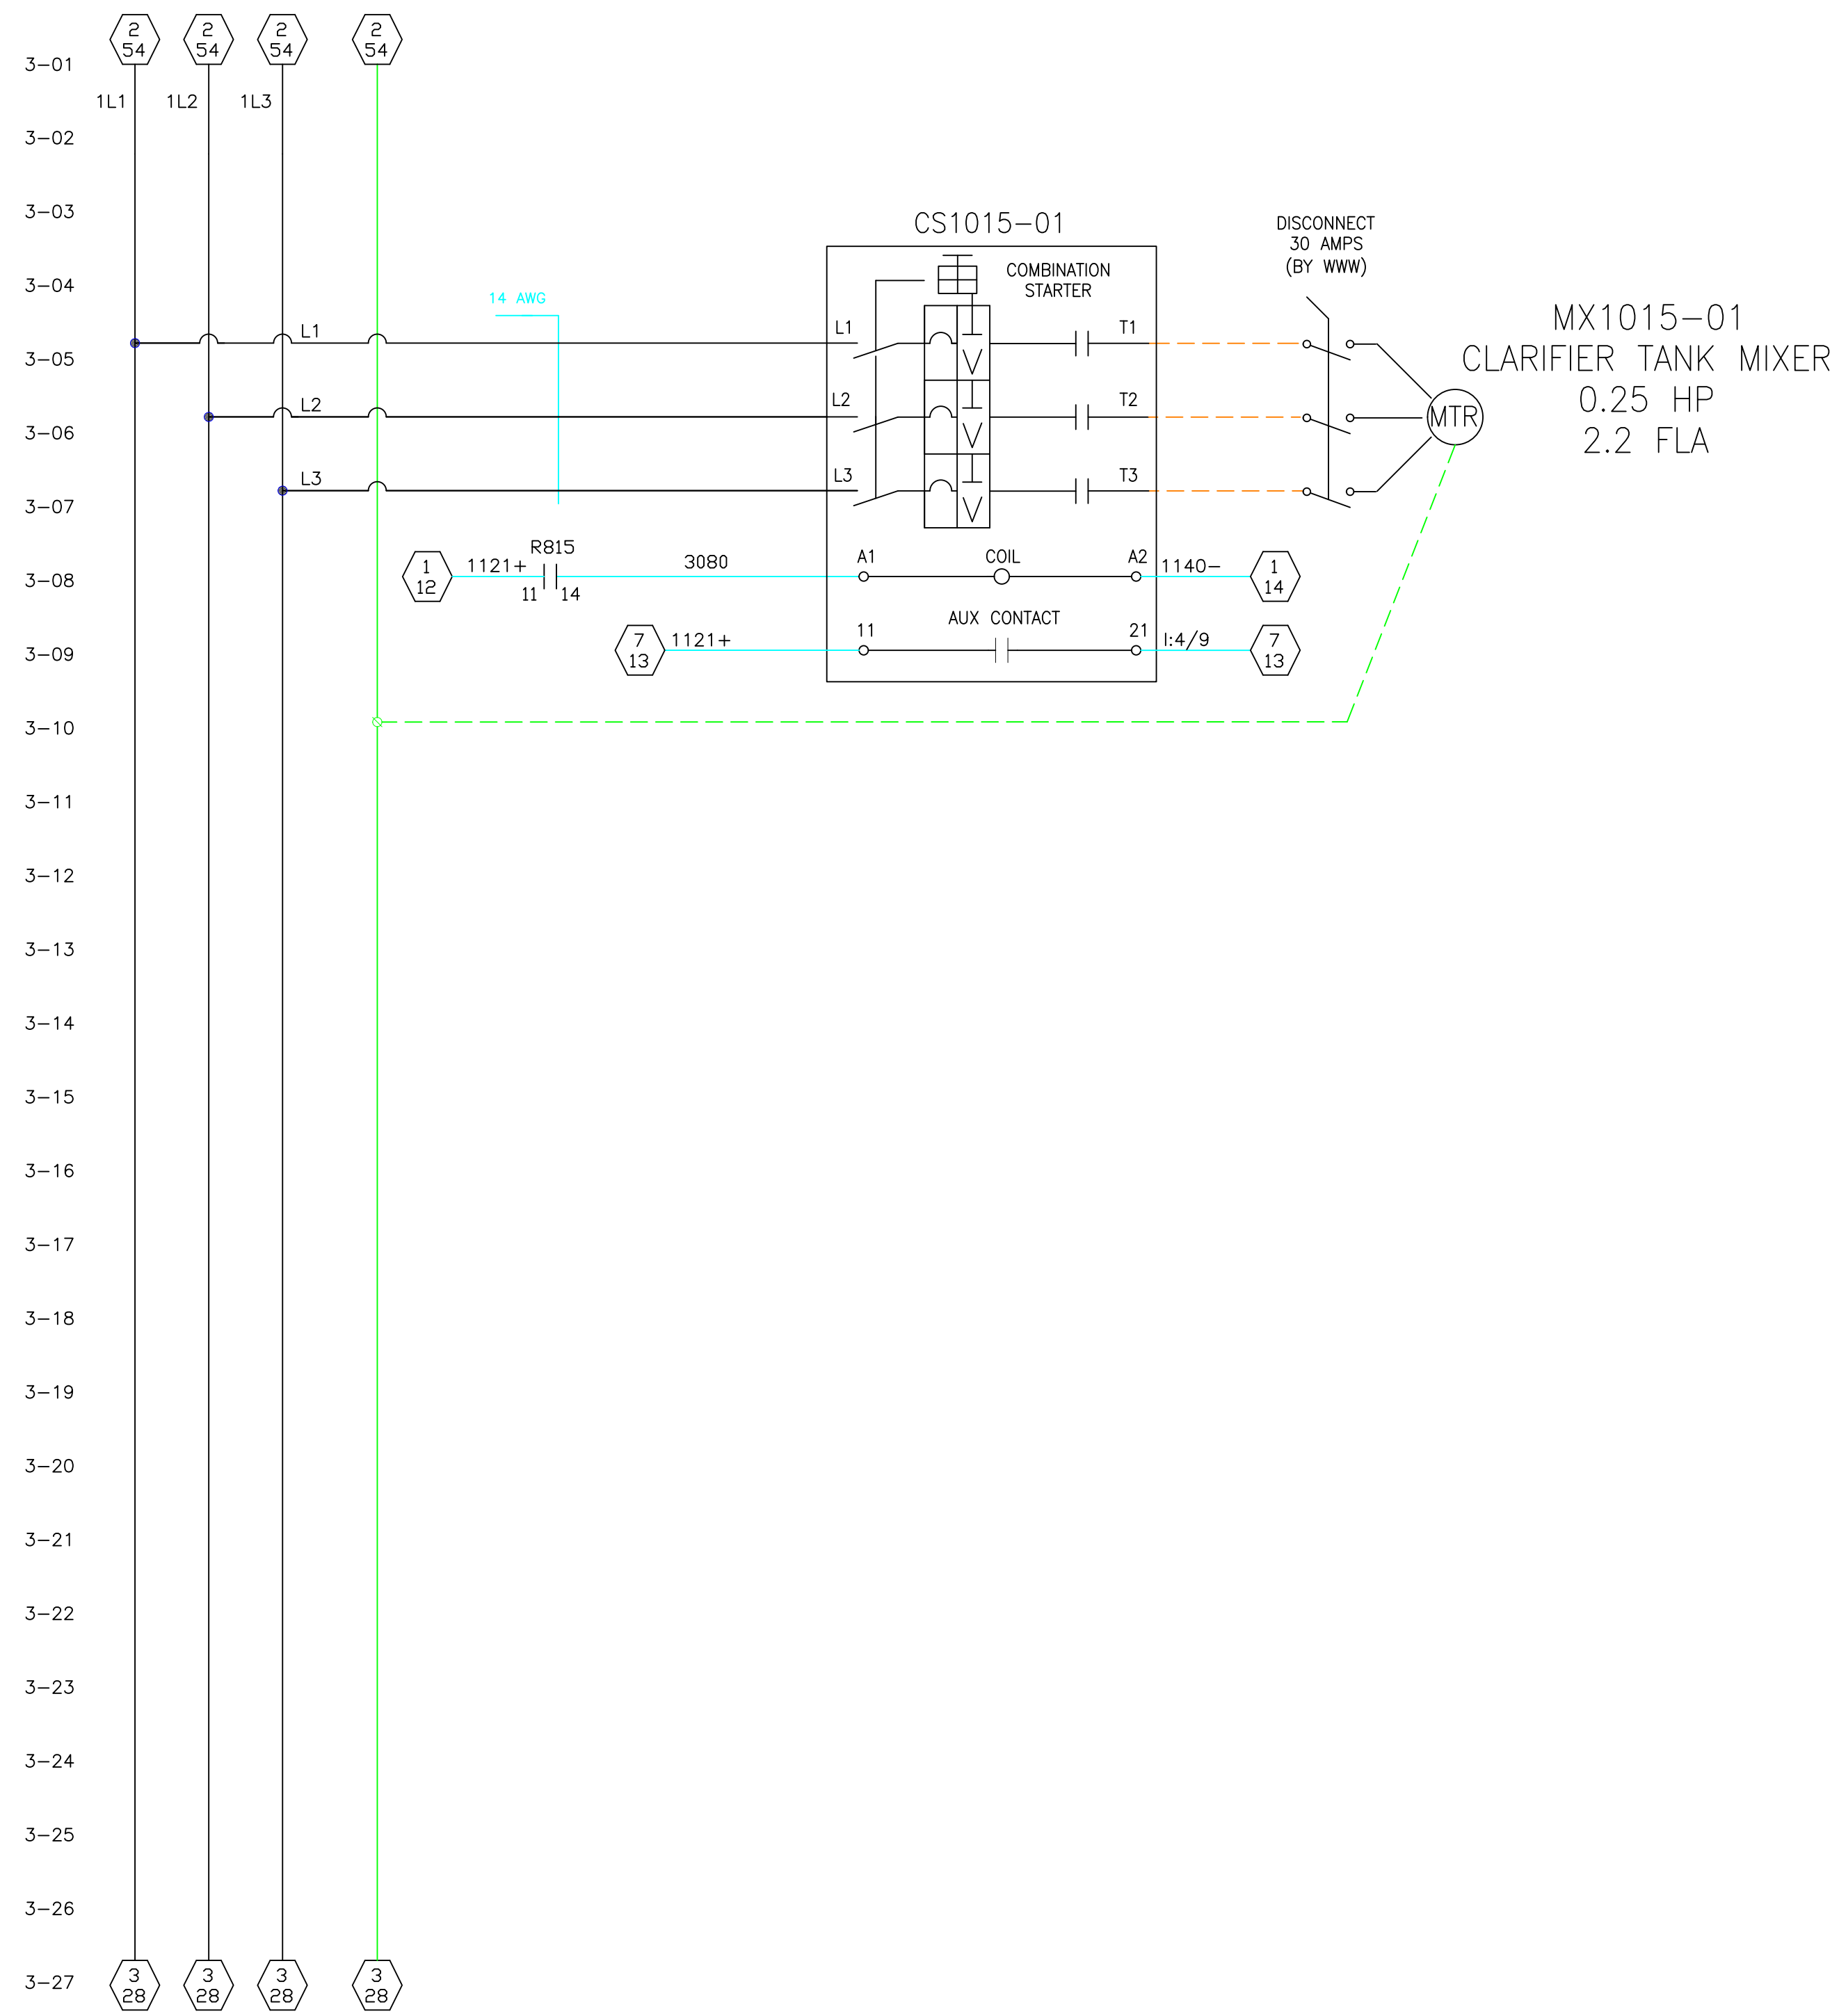 2 2 2 2
54 54 54 54
3-01
1L1 1L2 1L3
3-02
3-03
CS1015-01
DISCONNECT
30 AMPS
(BY WWW)
COMBINATION
STARTER
3-04
14 AWG
MX1015-01
CLARIFIER TANK MIXER
0.25 HP
2.2 FLA
L1 L1 T1
3-05
L2 L2 T2
MTR
3-06
L3 L3 T3
3-07
R815
1 1121+ 3080 A1 COIL A2 1140- 1
12 11 14 14
3-08
AUX CONTACT
7 1121+ 11 21 I:4/9 7
13 13
3-09
3-10
3-11
3-12
3-13
3-14
3-15
3-16
3-17
3-18
3-19
3-20
3-21
3-22
3-23
3-24
3-25
3-26
3-27
3 3 3 3
28 28 28 28